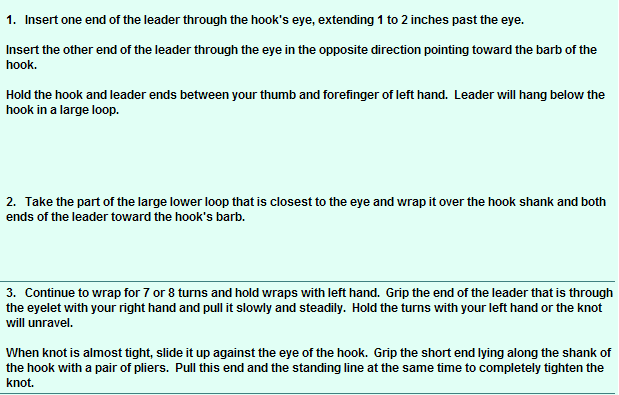 1.  Insert one end of the leader through the hook's eye, extending 1 to 2 inches past the eye.
Insert the other end of the leader through the eye in the opposite direction pointing toward the barb of the
hook.
Hold the hook and leader ends between your thumb and forefinger of left hand.  Leader will hang below the
hook in a large loop.
2.  Take the part of the large lower loop that is closest to the eye and wrap it over the hook shank and both
ends of the leader toward the hook's barb.
3.  Continue to wrap for 7 or 8 turns and hold wraps with left hand.  Grip the end of the leader that is through
the eyelet with your right hand and pull it slowly and steadily.  Hold the turns with your left hand or the knot
will unravel.
When knot is almost tight, slide it up against the eye of the hook.  Grip the short end lying along the shank of
the hook with a pair of pliers.  Pull this end and the standing line at the same time to completely tighten the
knot.